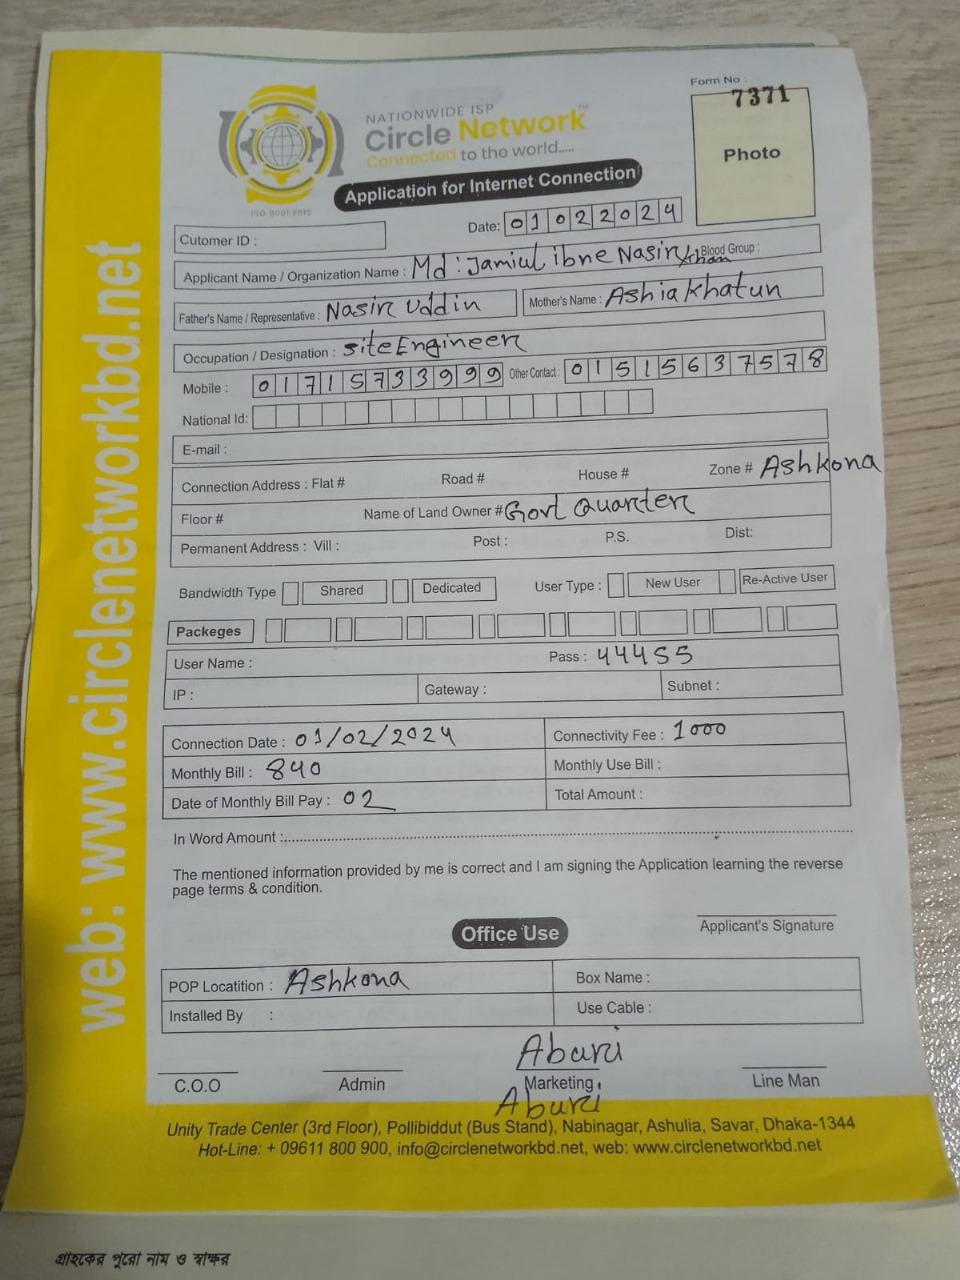 Form No :
7371
Photo
NATIONWIDE ISP
Circle Network
Connected to the world.....
ISO 9001:2015
Application for Internet Connection
Date: 01022024
Cutomer ID :
Applicant Name / Organization Name : Md : Jamiul ibne Nasir Khan Blood Group :
Father's Name / Representative : Nasir Uddin Mother's Name : Ashia Khatun
Occupation / Designation : Site Engineer
Mobile : 01715733999 Other Contact : 01515637578
National Id:
E-mail :
Connection Address : Flat # Road # House # Zone # Ashkona
Floor # Name of Land Owner # Govt Quarter
Permanent Address : Vill : Post : P.S. Dist:
Bandwidth Type Shared Dedicated User Type : New User Re-Active User
Packeges
User Name : Pass : 44455
IP : Gateway : Subnet :
Connection Date : 01/02/2024 Connectivity Fee : 1000
Monthly Bill : 840 Monthly Use Bill :
Date of Monthly Bill Pay : 02 Total Amount :
In Word Amount :
The mentioned information provided by me is correct and I am signing the Application learning the reverse
page terms & condition.
Applicant's Signature
Office Use
POP Locatition : Ashkona Box Name :
Installed By : Use Cable :
C.O.O Admin Marketing Line Man
Unity Trade Center (3rd Floor), Pollibiddut (Bus Stand), Nabinagar, Ashulia, Savar, Dhaka-1344
Hot-Line: + 09611 800 900, info@circlenetworkbd.net, web: www.circlenetworkbd.net
web: www.circlenetworkbd.net
গ্রাহকের পুরো নাম ও স্বাক্ষর